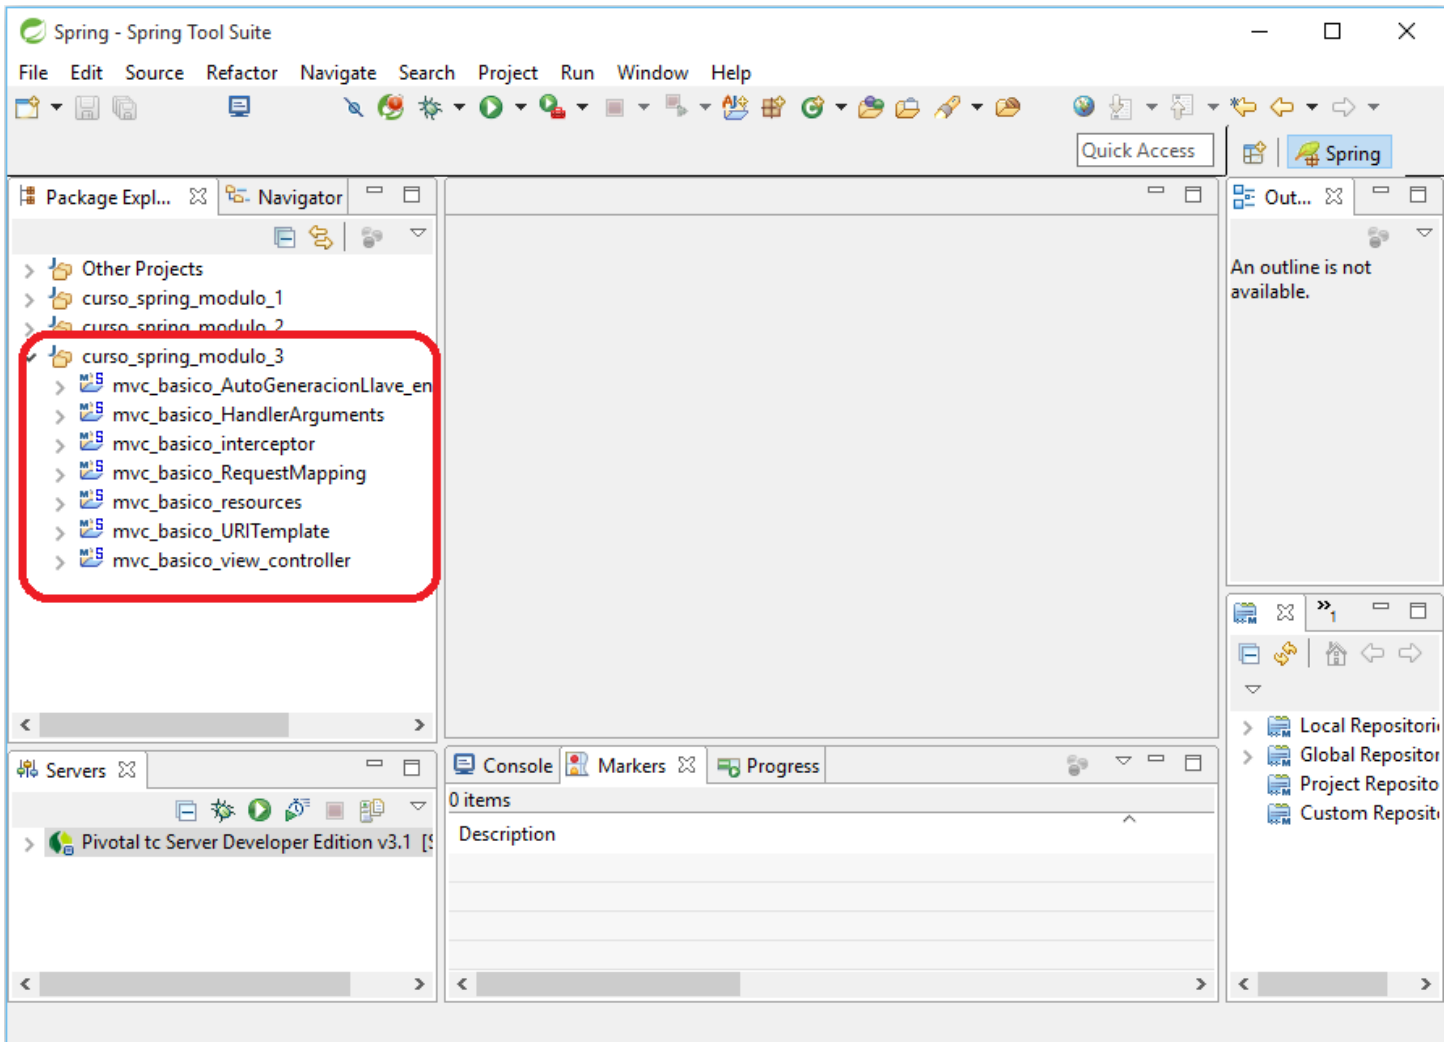 Spring - Spring Tool Suite
File Edit Source Refactor Navigate Search Project Run Window Help
Quick Access
Spring
Package Expl...
Navigator
Other Projects
curso_spring_modulo_1
curso_spring_modulo_2
curso_spring_modulo_3
mvc_basico_AutoGeneracionLlave_en
mvc_basico_HandlerArguments
mvc_basico_interceptor
mvc_basico_RequestMapping
mvc_basico_resources
mvc_basico_URITemplate
mvc_basico_view_controller
Out...
An outline is not
available.
»1
Local Repositori
Global Repositor
Project Reposito
Custom Reposit
Servers
Pivotal tc Server Developer Edition v3.1 [S
Console
Markers
Progress
0 items
Description